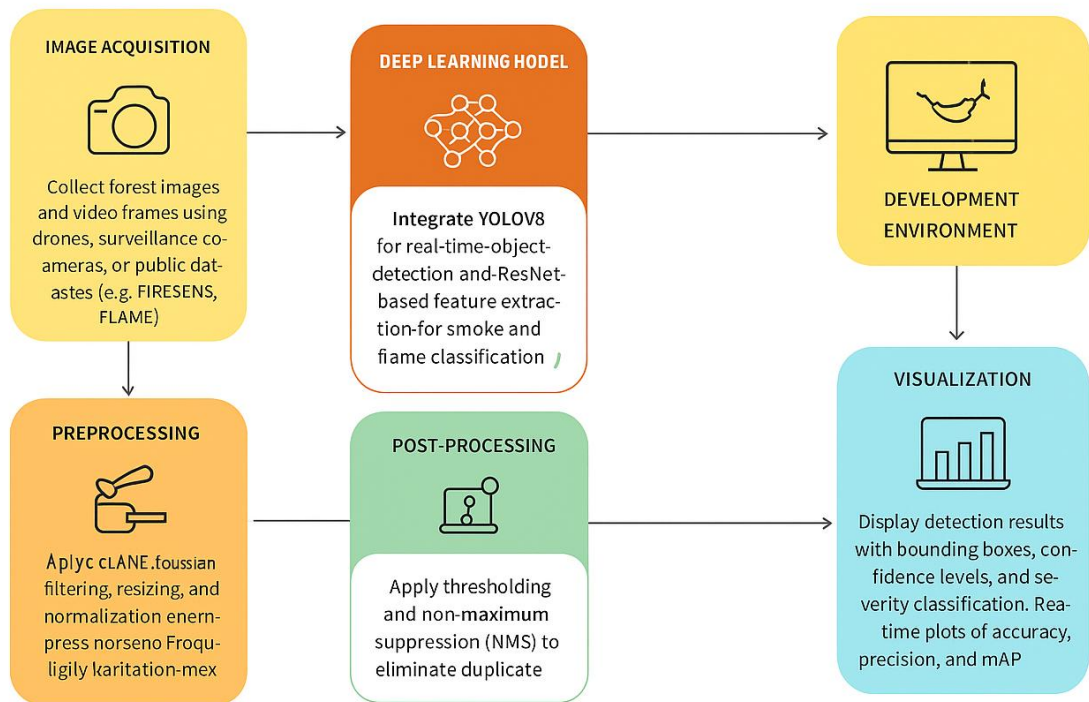 IMAGE ACQUISITION
Collect forest images
and video frames using
drones, surveillance co-
ameras, or public dat-
astes (e.g. FIRESENS,
FLAME)
DEEP LEARNING HODEL
Integrate YOLOV8
for real-time-object-
detection and-ResNet-
based feature extrac-
tion-for smoke and
flame classification
DEVELOPMENT
ENVIRONMENT
PREPROCESSING
Aplyc cLANE.foussian
filtering, resizing, and
normalization enern-
press norseno Froqu-
ligily karitation-mex
POST-PROCESSING
Apply thresholding
and non-maximum
suppression (NMS) to
eliminate duplicate
VISUALIZATION
Display detection results
with bounding boxes, con-
fidence levels, and se-
verity classification. Rea-
time plots of accuracy,
precision, and mAP